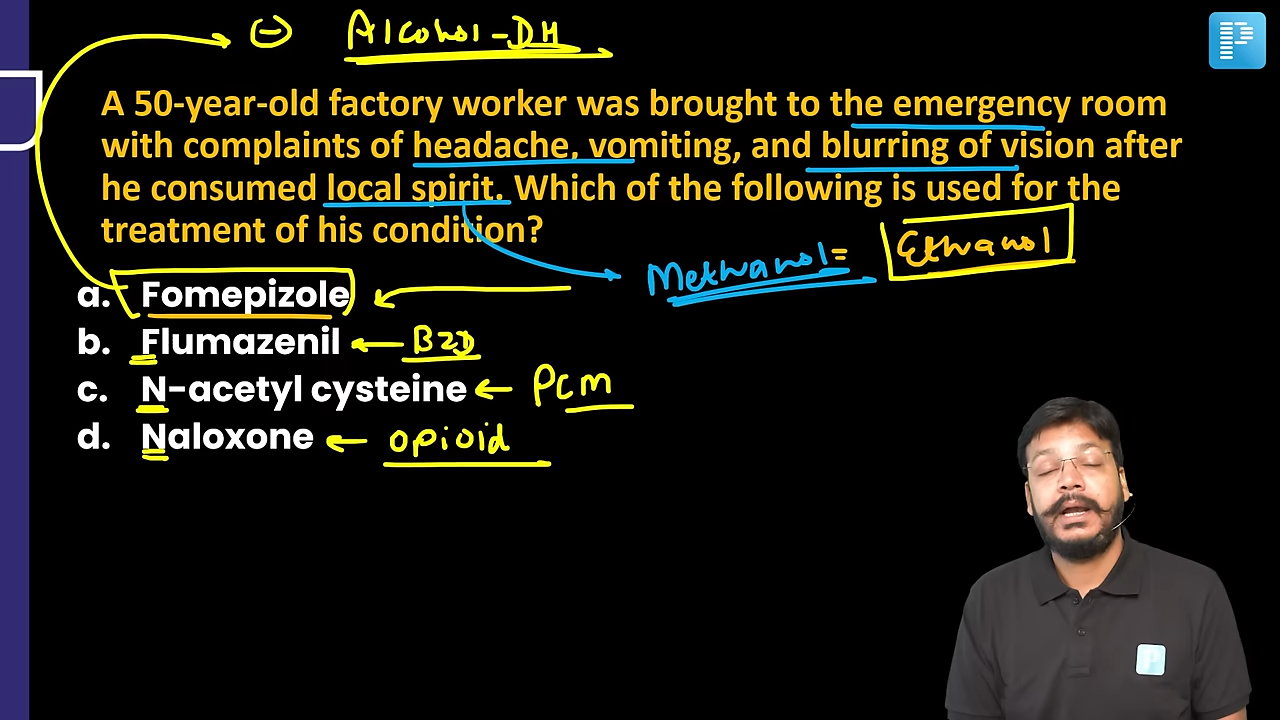 (-) Alcohol-DH
A 50-year-old factory worker was brought to the emergency room
with complaints of headache, vomiting, and blurring of vision after
he consumed local spirit. Which of the following is used for the
treatment of his condition?
Methanol = Ethanol
a. Fomepizole
b. Flumazenil ← BZD
c. N-acetyl cysteine ← PCM
d. Naloxone ← opioid
P
P